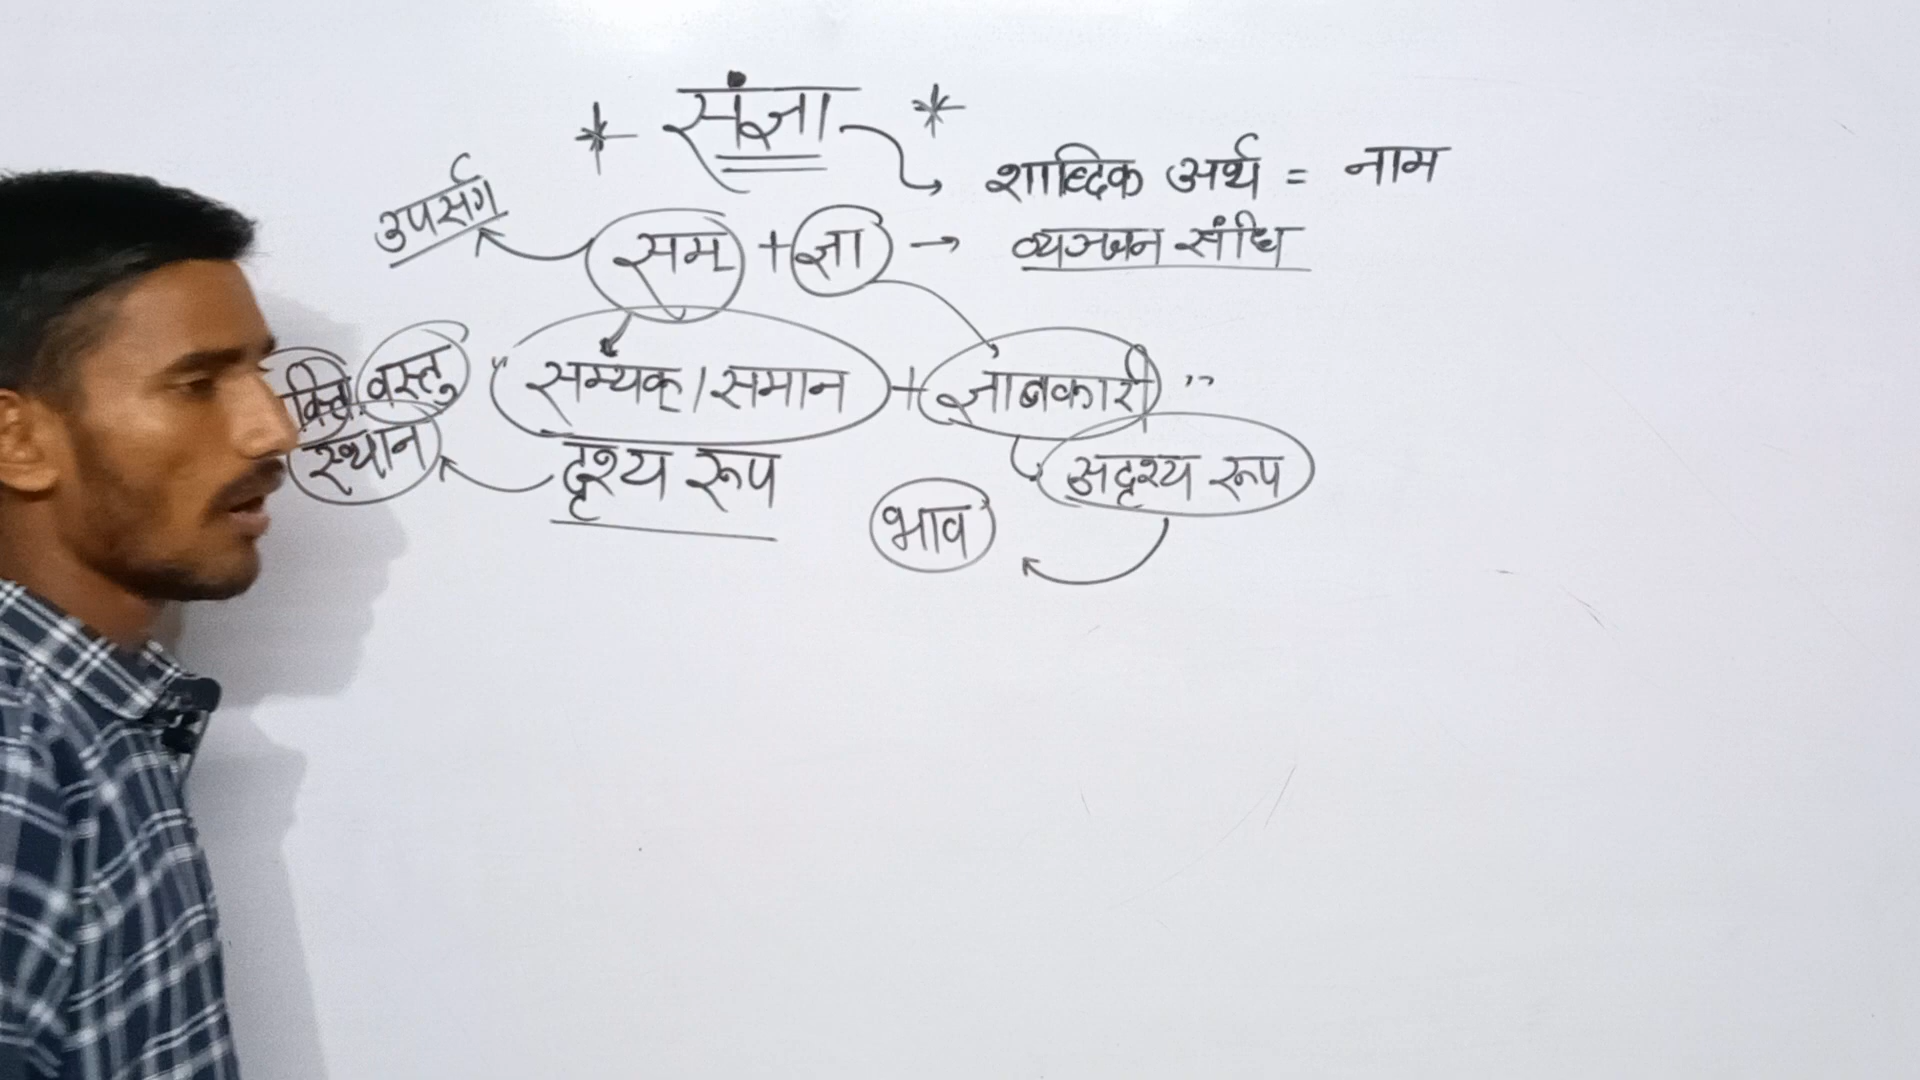 * संज्ञा *
शाब्दिक अर्थ = नाम
उपसर्ग
सम् + ज्ञा → व्यञ्जन संधि
वस्तु " सम्यक् / समान + जानकारी "
स्थान दृश्य रूप अदृश्य रूप
भाव